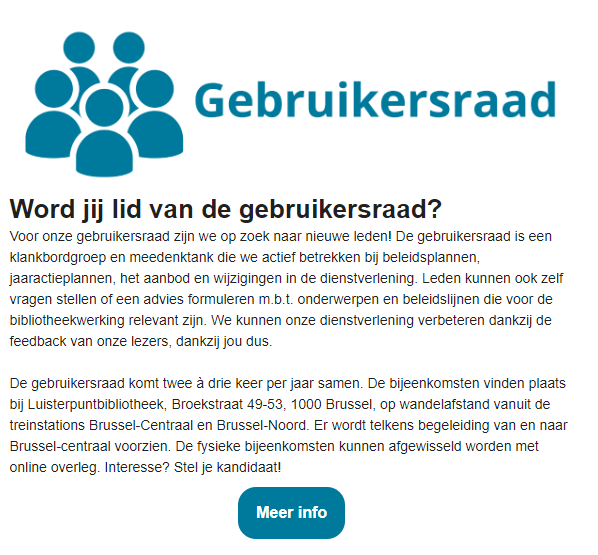 Gebruikersraad
Word jij lid van de gebruikersraad?
Voor onze gebruikersraad zijn we op zoek naar nieuwe leden! De gebruikersraad is een
klankbordgroep en meedenktank die we actief betrekken bij beleidsplannen,
jaaractieplannen, het aanbod en wijzigingen in de dienstverlening. Leden kunnen ook zelf
vragen stellen of een advies formuleren m.b.t. onderwerpen en beleidslijnen die voor de
bibliotheekwerking relevant zijn. We kunnen onze dienstverlening verbeteren dankzij de
feedback van onze lezers, dankzij jou dus.
De gebruikersraad komt twee à drie keer per jaar samen. De bijeenkomsten vinden plaats
bij Luisterpuntbibliotheek, Broekstraat 49-53, 1000 Brussel, op wandelafstand vanuit de
treinstations Brussel-Centraal en Brussel-Noord. Er wordt telkens begeleiding van en naar
Brussel-centraal voorzien. De fysieke bijeenkomsten kunnen afgewisseld worden met
online overleg. Interesse? Stel je kandidaat!
Meer info